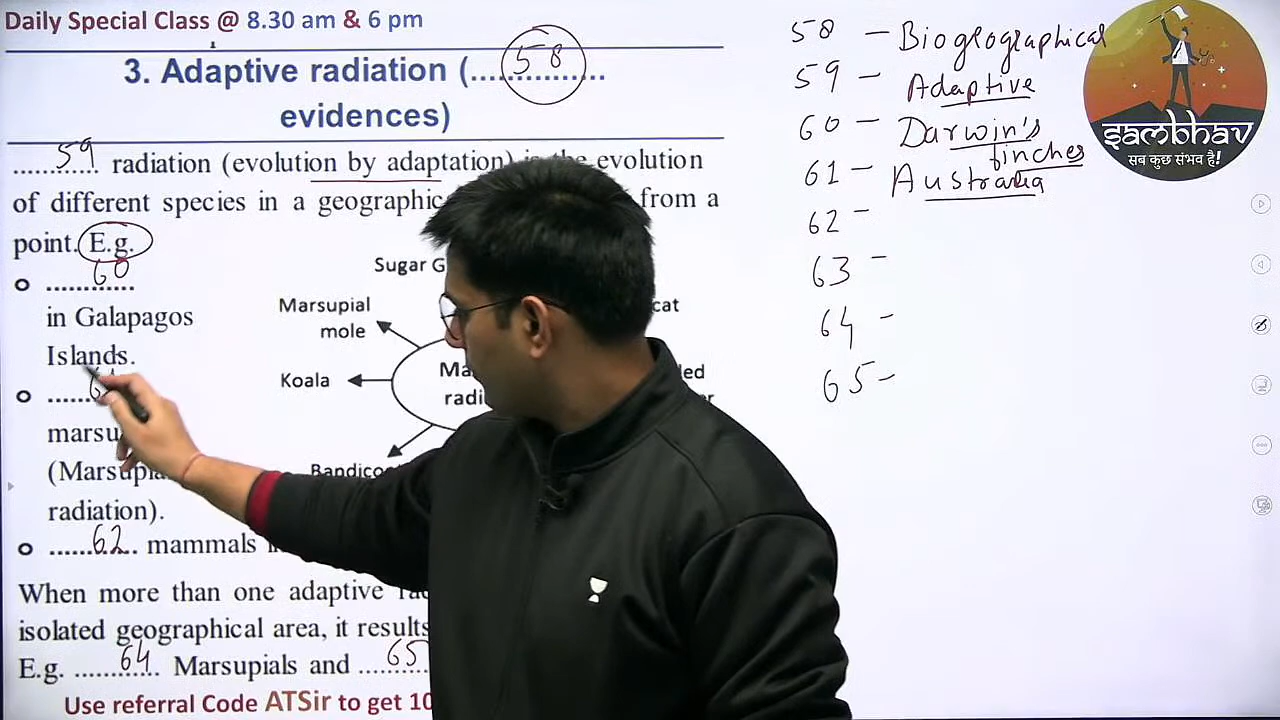 Daily Special Class @ 8.30 am & 6 pm
3. Adaptive radiation (....58....
evidences)
....59.... radiation (evolution by adaptation) is the evolution
of different species in a geographic from a
point. E.g.
o ....60....
in Galapagos
Islands.
o ....
marsu
(Marsupia
radiation).
o ....62.... mammals
Sugar G
Marsupial
mole
Koala
Ma
radi
cat
When more than one adaptive
isolated geographical area, it results
E.g. ....64.... Marsupials and ....65
Use referral Code ATSir to get 10
58 - Biogeographical
59 - Adaptive
60 - Darwin's
finches
61 - Australia
62 -
63 -
64 -
65 -
sambhav
सब कुछ संभव है!